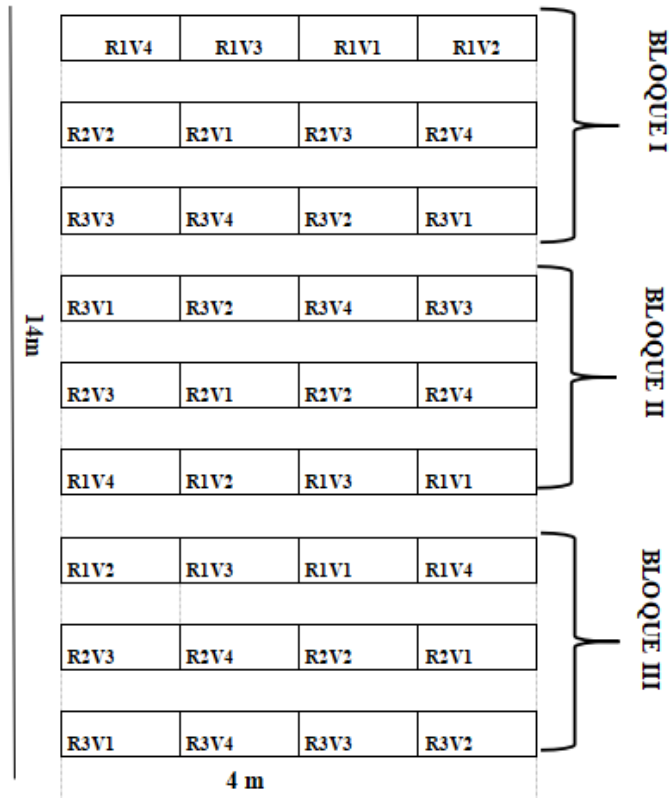 R1V4 R1V3 R1V1 R1V2
R2V2 R2V1 R2V3 R2V4
R3V3 R3V4 R3V2 R3V1
BLOQUE I
R3V1 R3V2 R3V4 R3V3
R2V3 R2V1 R2V2 R2V4
R1V4 R1V2 R1V3 R1V1
BLOQUE II
14m
R1V2 R1V3 R1V1 R1V4
R2V3 R2V4 R2V2 R2V1
R3V1 R3V4 R3V3 R3V2
BLOQUE III
4 m